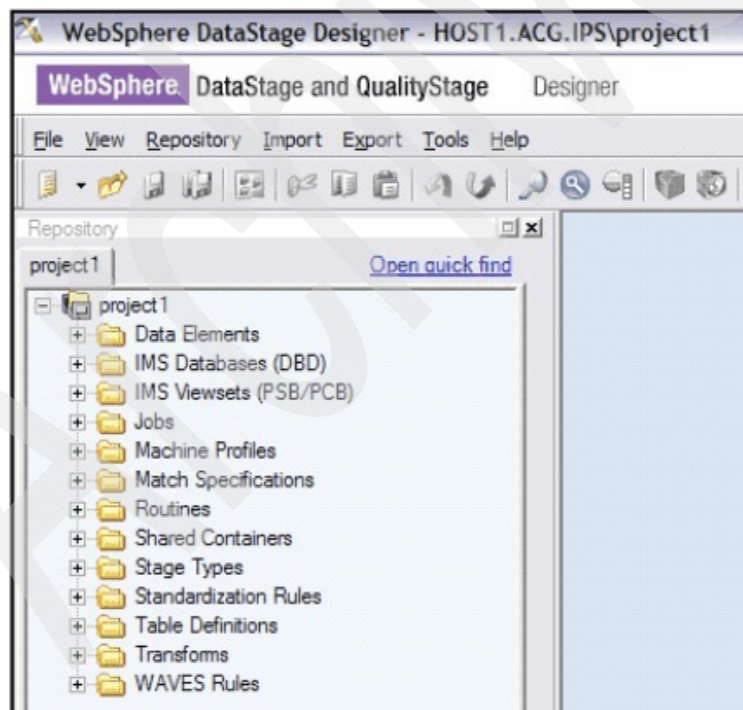 WebSphere DataStage Designer - HOST1.ACG.IPS\project1
WebSphere DataStage and QualityStage Designer
File View Repository Import Export Tools Help
Repository
project1 Open quick find
project1
Data Elements
IMS Databases (DBD)
IMS Viewsets (PSB/PCB)
Jobs
Machine Profiles
Match Specifications
Routines
Shared Containers
Stage Types
Standardization Rules
Table Definitions
Transforms
WAVES Rules